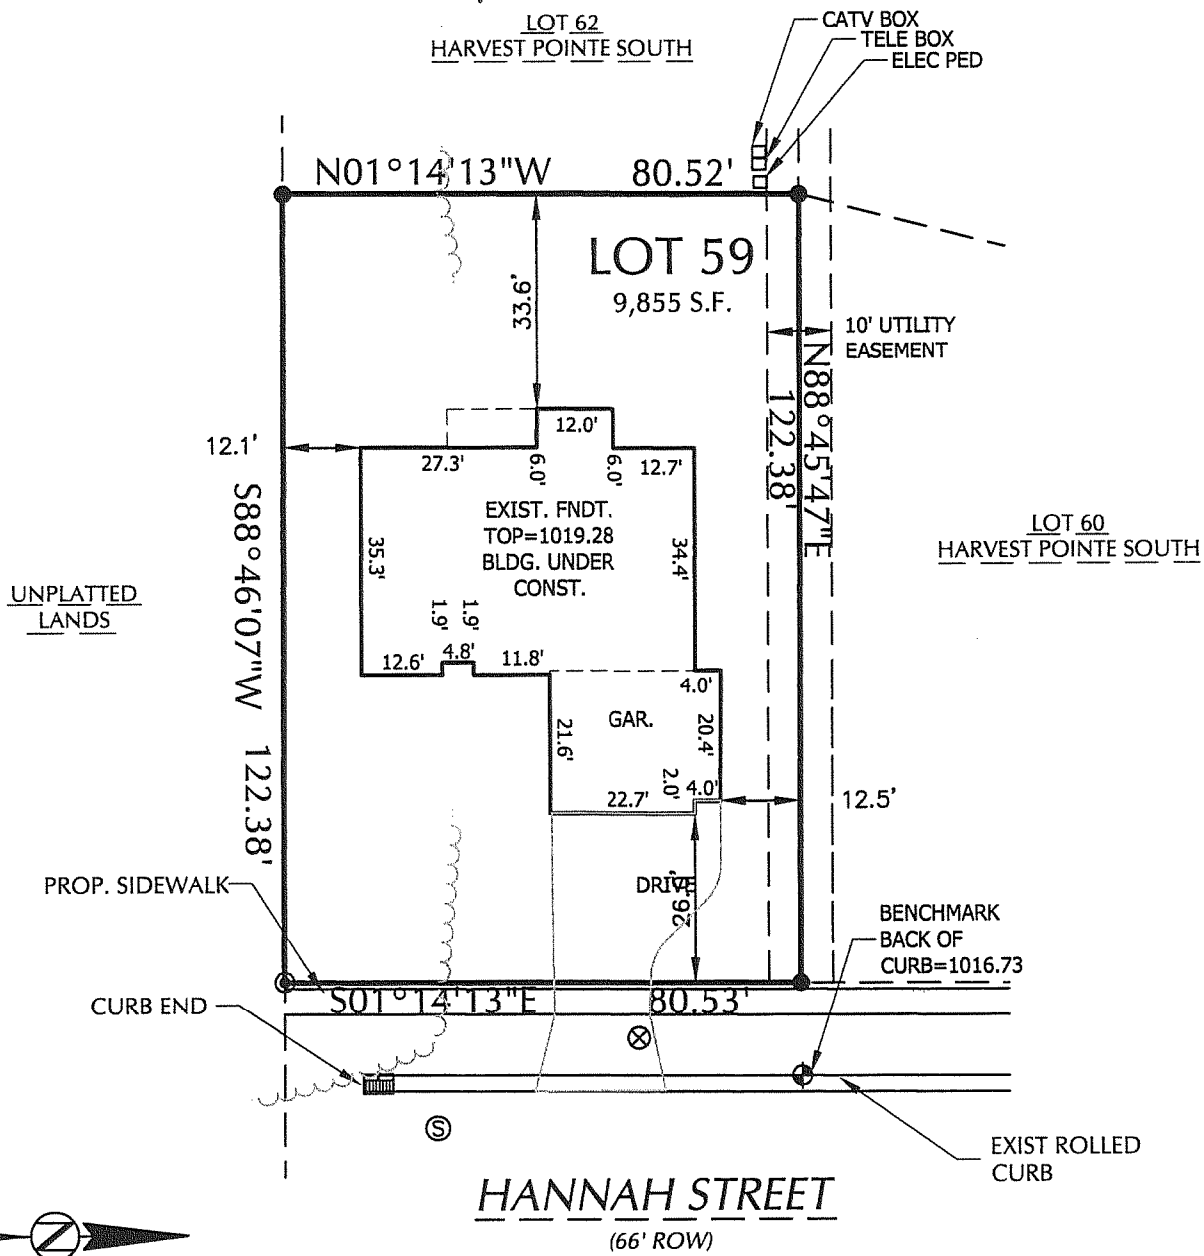 LOT 62
HARVEST POINTE SOUTH
CATV BOX
TELE BOX
ELEC PED
N01°14'13"W 80.52'
LOT 59
9,855 S.F.
33.6'
10' UTILITY
EASEMENT
N88°45'47"E
122.38'
12.1'
12.0'
27.3'
6.0'
6.0'
12.7'
EXIST. FNDT.
TOP=1019.28
BLDG. UNDER
CONST.
35.3'
34.4'
S88°46'07"W 122.38'
LOT 60
HARVEST POINTE SOUTH
UNPLATTED
LANDS
1.9'
1.9'
12.6'
4.8'
11.8'
4.0'
GAR.
21.6'
20.4'
2.0'
4.0'
22.7'
12.5'
PROP. SIDEWALK
DRIVE
BENCHMARK
BACK OF
CURB=1016.73
S01°14'13"E 80.53'
CURB END
S
EXIST ROLLED
CURB
HANNAH STREET
(66' ROW)
N